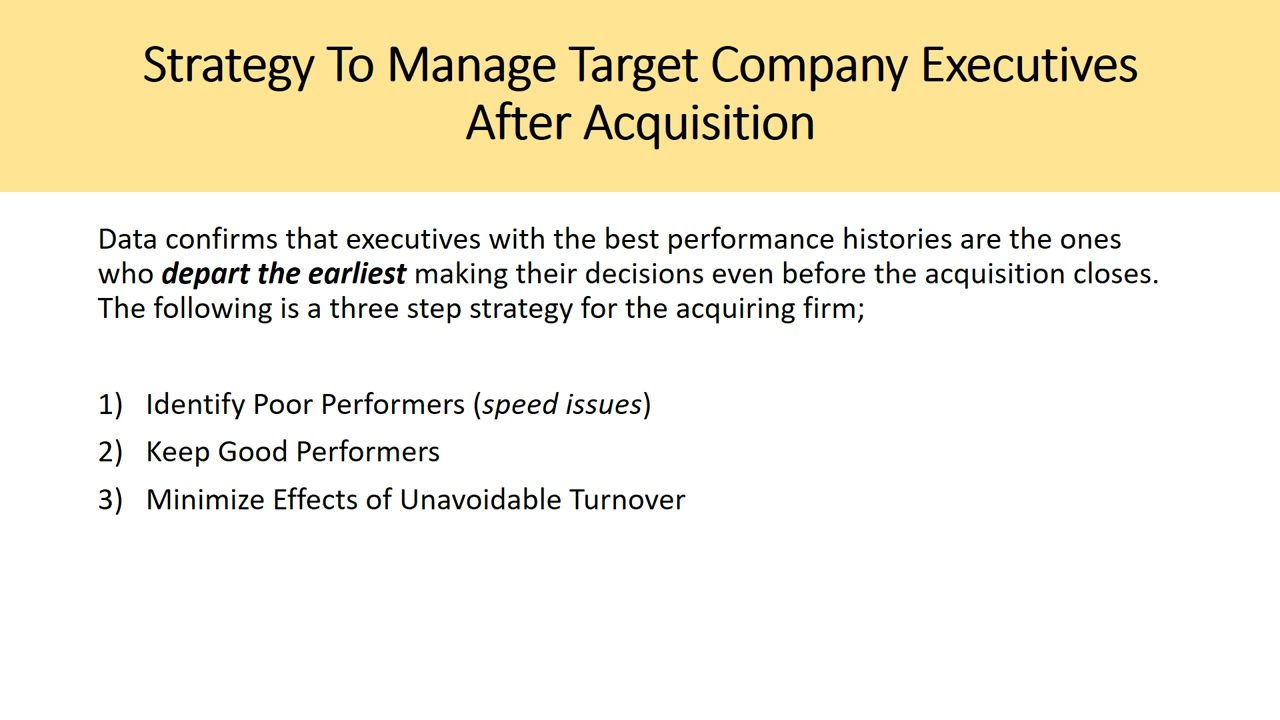 Strategy To Manage Target Company Executives
After Acquisition
Data confirms that executives with the best performance histories are the ones
who depart the earliest making their decisions even before the acquisition closes.
The following is a three step strategy for the acquiring firm;
1) Identify Poor Performers (speed issues)
2) Keep Good Performers
3) Minimize Effects of Unavoidable Turnover